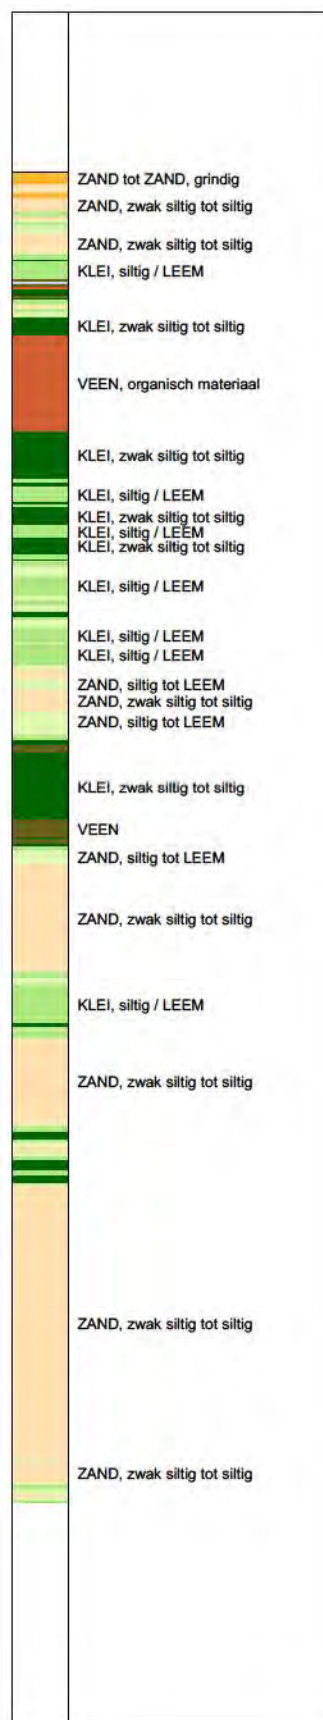 ZAND tot ZAND, grindig
ZAND, zwak siltig tot siltig
ZAND, zwak siltig tot siltig
KLEI, siltig / LEEM
KLEI, zwak siltig tot siltig
VEEN, organisch materiaal
KLEI, zwak siltig tot siltig
KLEI, siltig / LEEM
KLEI, zwak siltig tot siltig
KLEI, siltig / LEEM
KLEI, zwak siltig tot siltig
KLEI, siltig / LEEM
KLEI, siltig / LEEM
KLEI, siltig / LEEM
ZAND, siltig tot LEEM
ZAND, zwak siltig tot siltig
ZAND, siltig tot LEEM
KLEI, zwak siltig tot siltig
VEEN
ZAND, siltig tot LEEM
ZAND, zwak siltig tot siltig
KLEI, siltig / LEEM
ZAND, zwak siltig tot siltig
ZAND, zwak siltig tot siltig
ZAND, zwak siltig tot siltig